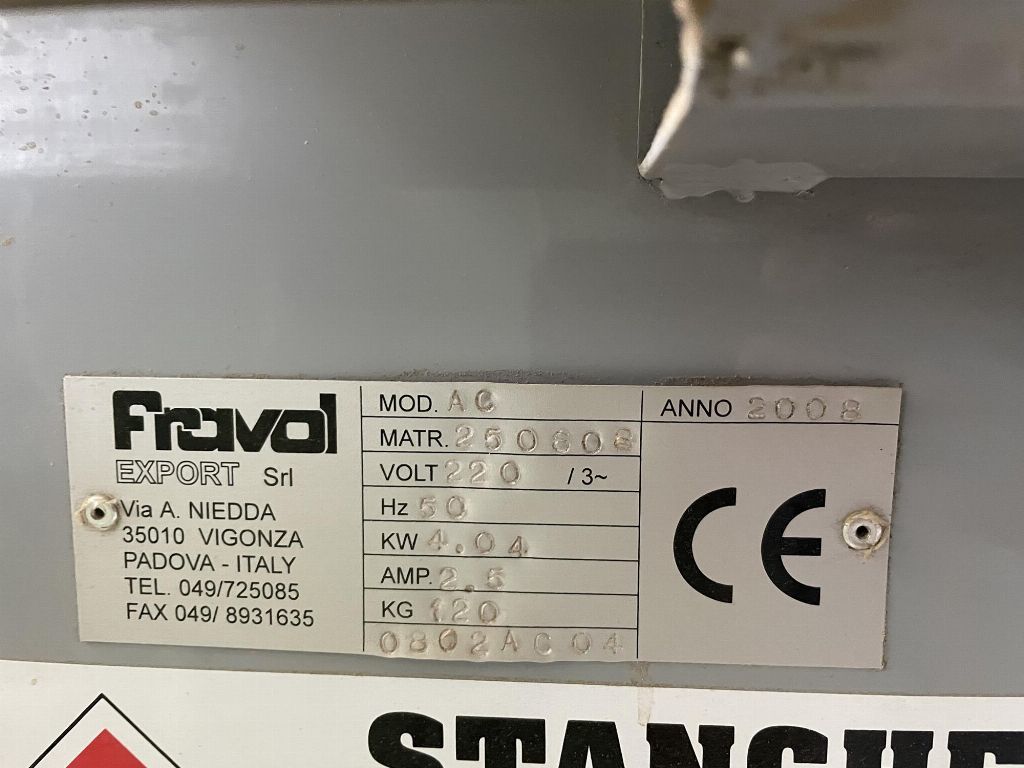 Fravol
EXPORT Srl
Via A. NIEDDA
35010 VIGONZA
PADOVA - ITALY
TEL. 049/725085
FAX 049/ 8931635
MOD. AC
MATR. 250808
VOLT 220 / 3~
Hz 50
KW 4.04
AMP. 2.5
KG 120
0802AC04
ANNO 2008
CE
STANCHE